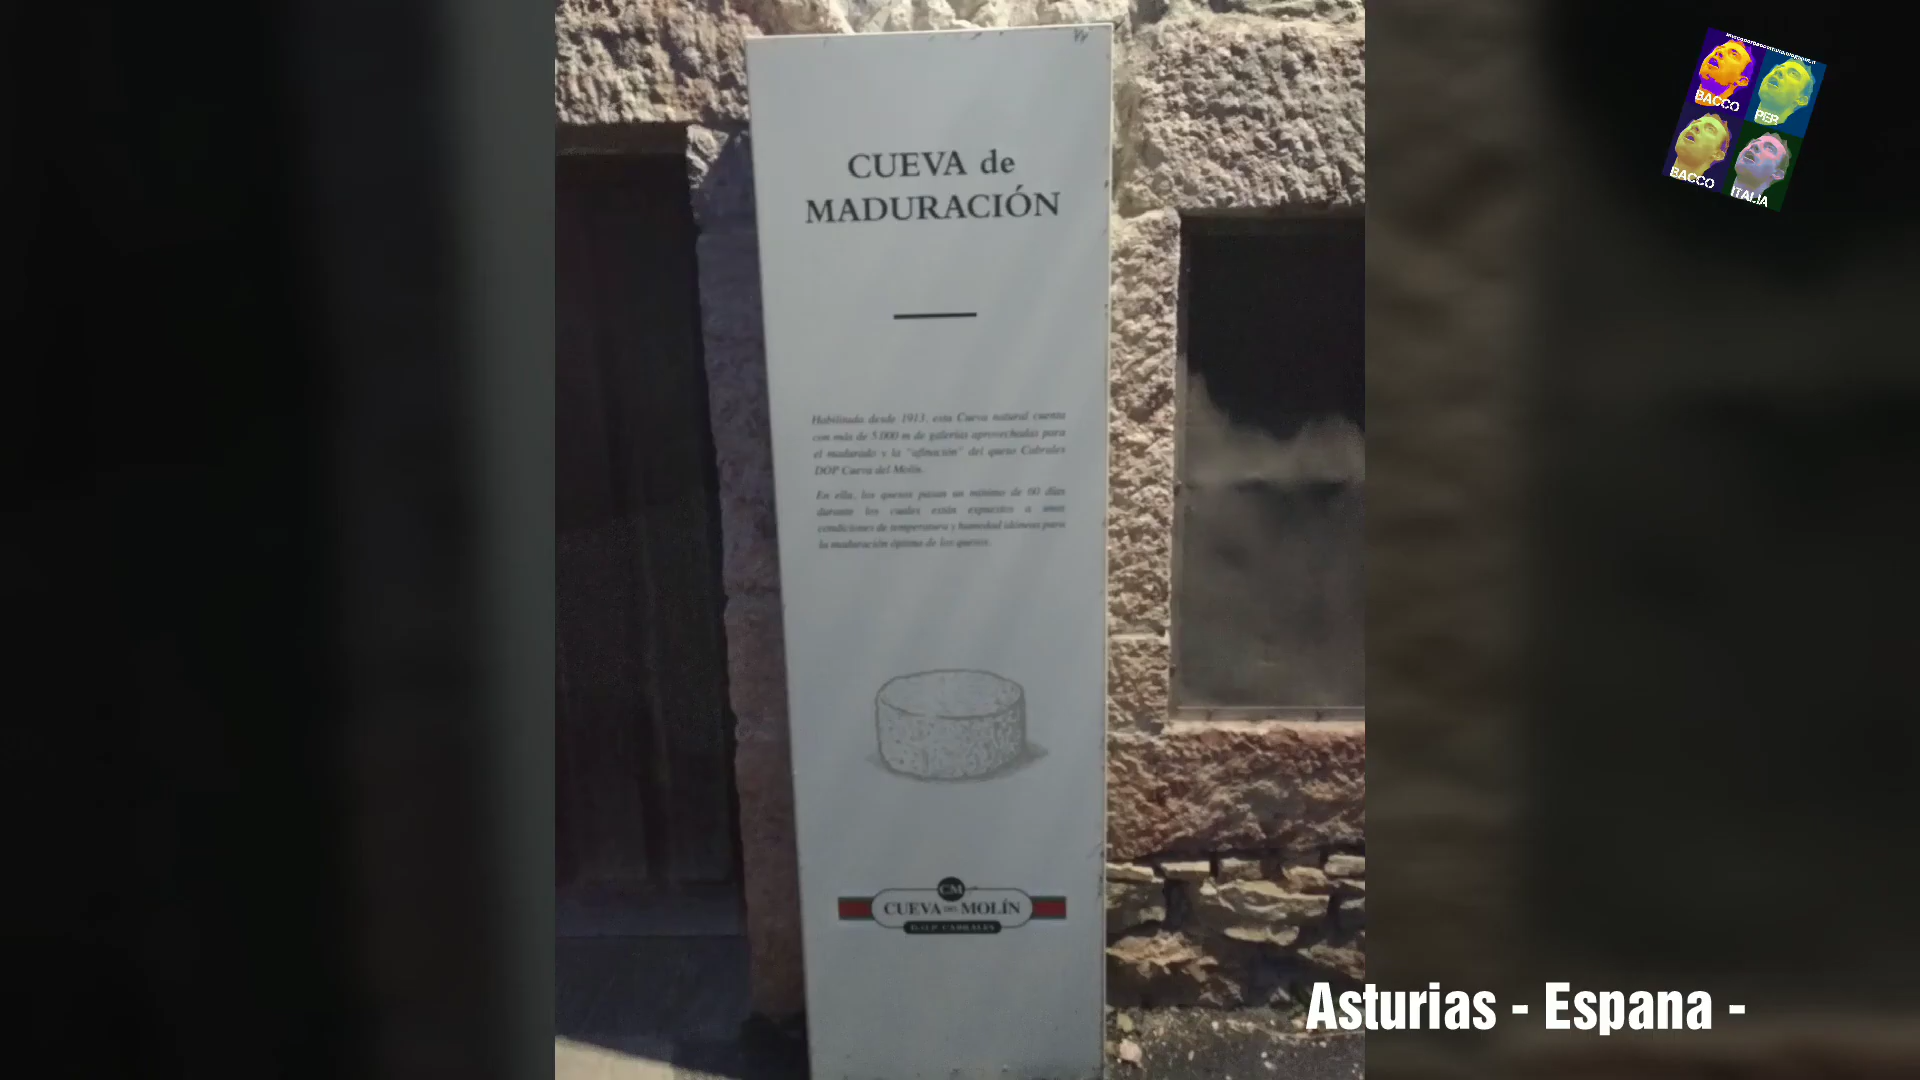 CUEVA de
MADURACIÓN
Habilitada desde 1913, esta Cueva natural cuenta
con más de 5.000 m de galerías aprovechadas para
el madurado y la "afinación" del queso Cabrales
DOP Cueva del Molín.
En ella, los quesos pasan un mínimo de 60 días
durante los cuales están expuestos a unas
condiciones de temperatura y humedad idóneas para
la maduración óptima de los quesos.
CM
CUEVA DEL MOLÍN
D.O.P. CABRALES
BACCO
PER
BACCO
ITALIA
Asturias - Espana -